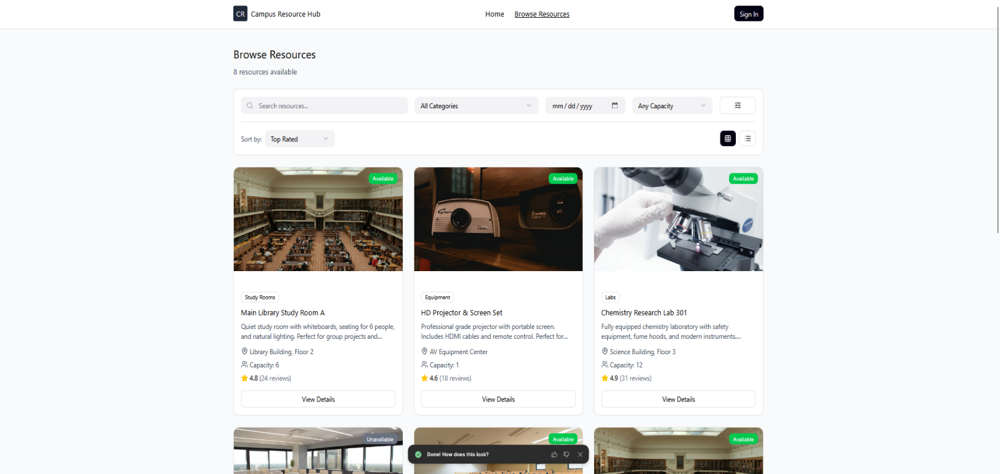 CR Campus Resource Hub
Home Browse Resources
Sign In
Browse Resources
8 resources available
Search resources...
All Categories
mm / dd / yyyy
Any Capacity
Sort by: Top Rated
Available
Available
Available
Study Rooms
Main Library Study Room A
Quiet study room with whiteboards, seating for 6 people,
and natural lighting. Perfect for group projects and...
Library Building, Floor 2
Capacity: 6
4.8 (24 reviews)
View Details
Equipment
HD Projector & Screen Set
Professional grade projector with portable screen.
Includes HDMI cables and remote control. Perfect for...
AV Equipment Center
Capacity: 1
4.6 (18 reviews)
View Details
Labs
Chemistry Research Lab 301
Fully equipped chemistry laboratory with safety
equipment, fume hoods, and modern instruments....
Science Building, Floor 3
Capacity: 12
4.9 (31 reviews)
View Details
Unavailable
Available
Available
Done! How does this look?